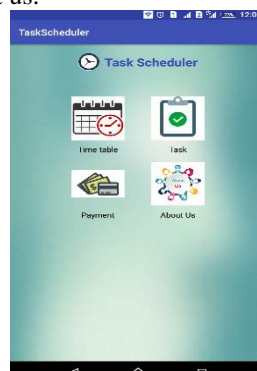 TaskScheduler
Task Scheduler
Time table
Task
Payment
About Us